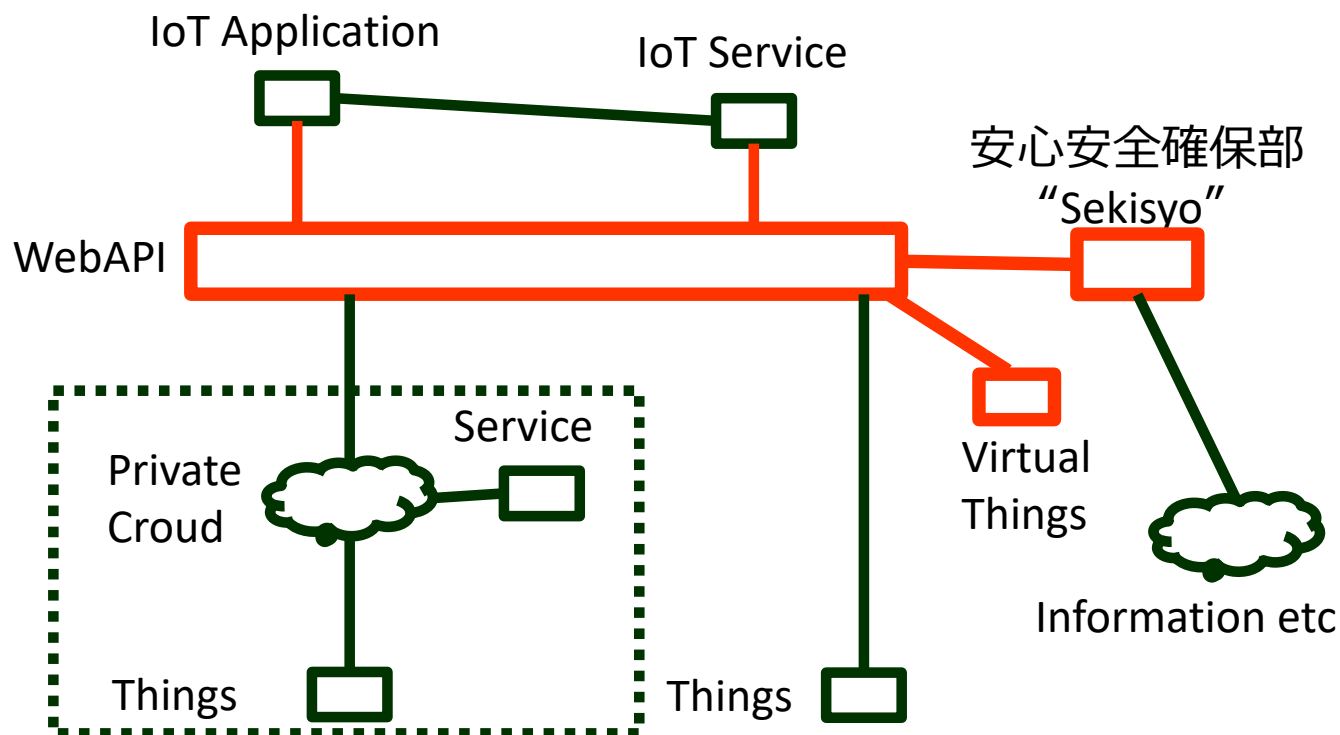 IoT Application
IoT Service
安心安全確保部
“Sekisyo”
WebAPI
Service
Private
Croud
Virtual
Things
Information etc
Things
Things